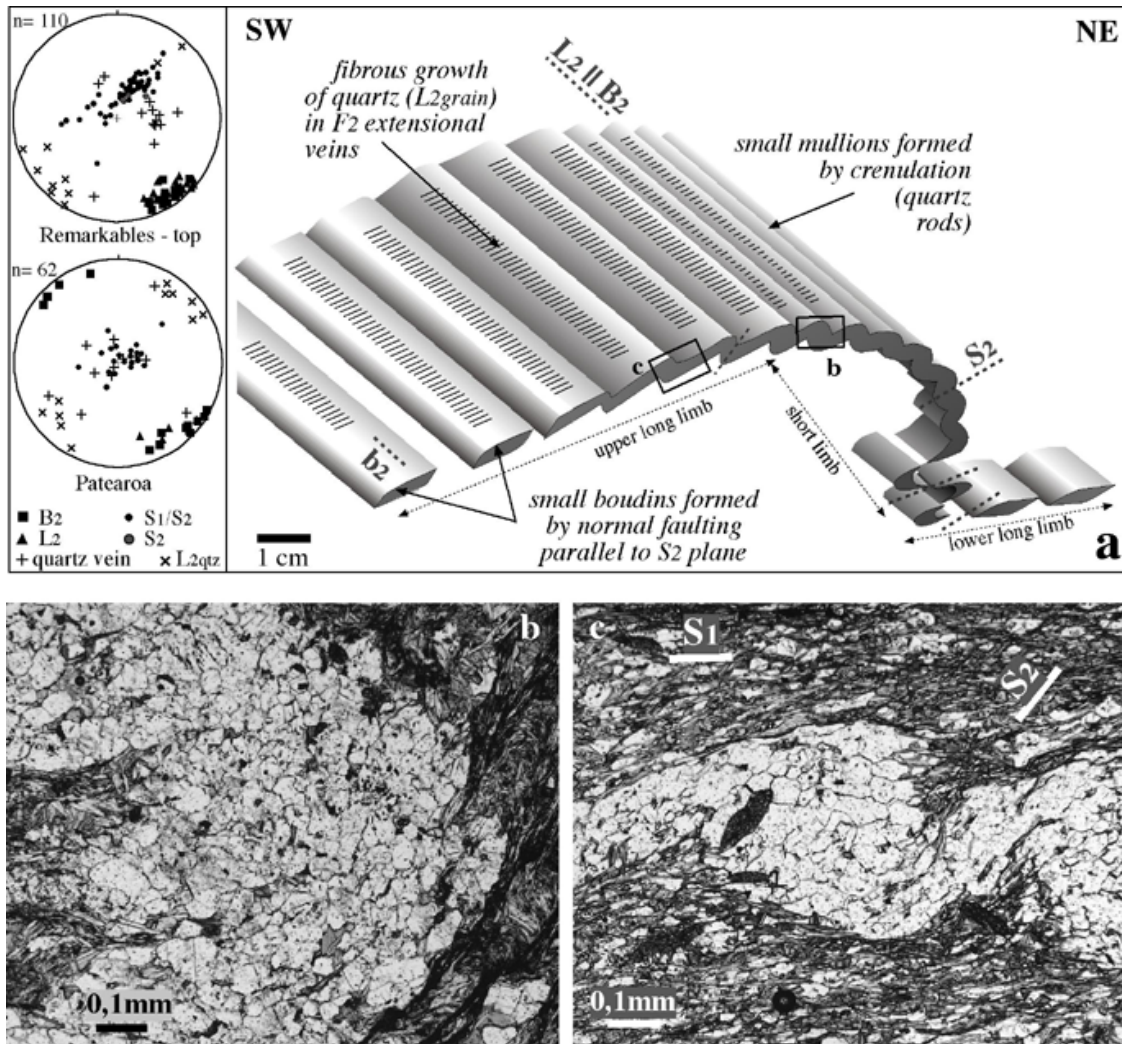 n= 110
Remarkables - top
n= 62
Patearoa
■ B2
● S1/S2
▲ L2
● S2
+ quartz vein
× L2qtz
SW
NE
L2 || B2
fibrous growth
of quartz (L2grain)
in F2 extensional
veins
small mullions formed
by crenulation
(quartz
rods)
c
b
S2
upper long limb
short limb
b2
small boudins formed
by normal faulting
parallel to S2 plane
lower long limb
1 cm
a
b
0,1mm
c
S1
S2
0,1mm